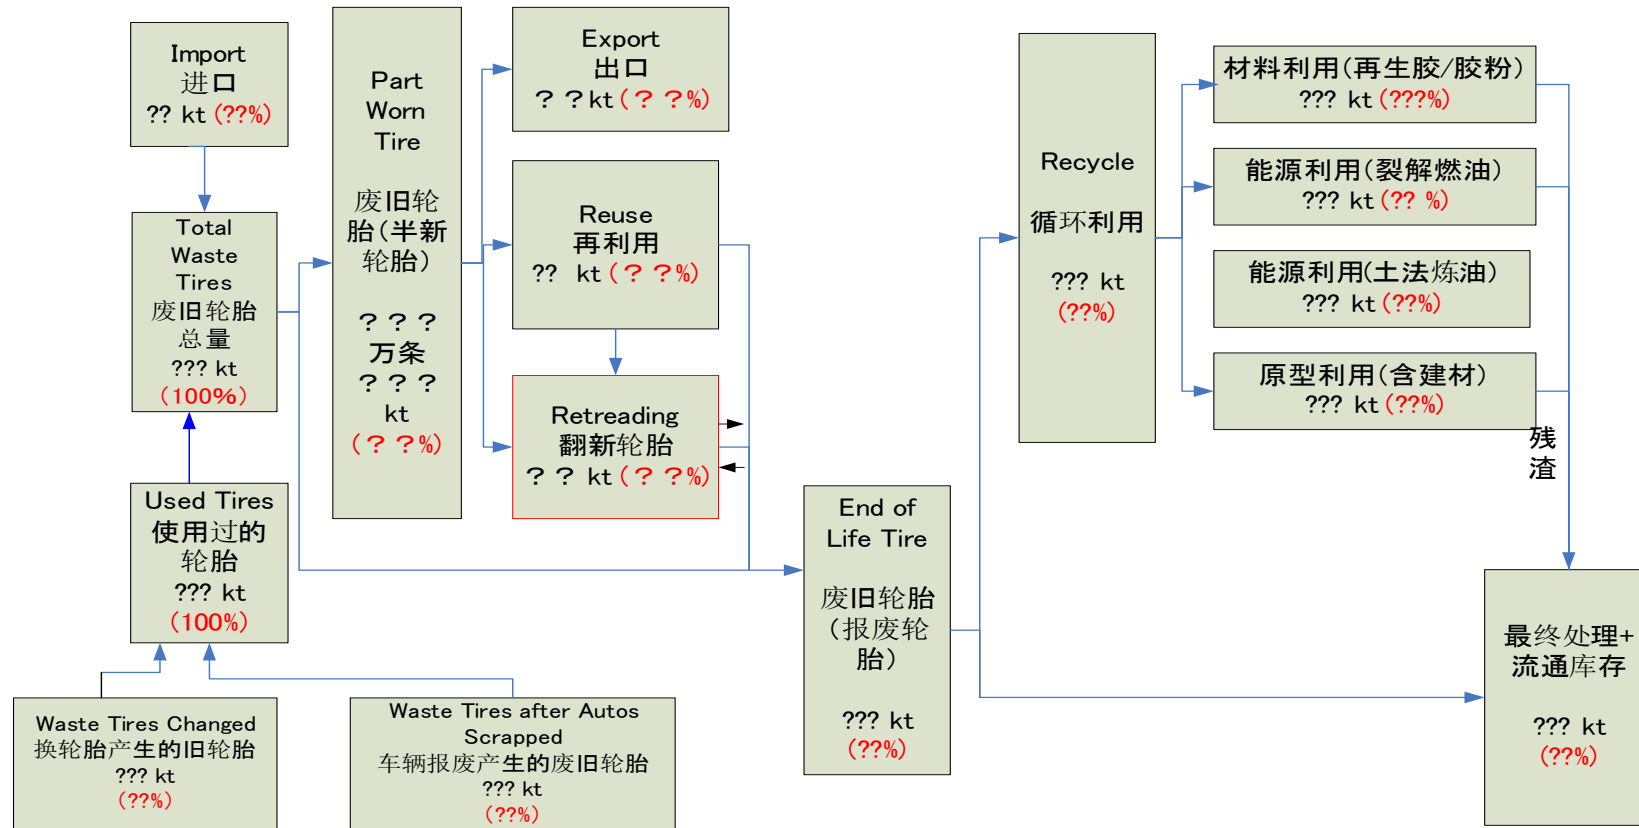 Import
进口
?? kt (??%)
Total
Waste
Tires
废旧轮胎
总量
??? kt
(100%)
Used Tires
使用过的
轮胎
??? kt
(100%)
Waste Tires Changed
换轮胎产生的旧轮胎
??? kt
(??%)
Waste Tires after Autos
Scrapped
车辆报废产生的废旧轮胎
??? kt
(??%)
Part
Worn
Tire
废旧轮
胎(半新
轮胎)
？？？
万条
？？？
kt
(？？%)
Export
出口
？？kt (？？%)
Reuse
再利用
?? kt (？？%)
Retreading
翻新轮胎
？？ kt (？？%)
End of
Life Tire
废旧轮胎
(报废轮
胎)
??? kt
(??%)
Recycle
循环利用
??? kt
(??%)
材料利用(再生胶/胶粉)
??? kt (???%)
能源利用(裂解燃油)
??? kt (?? %)
能源利用(土法炼油)
??? kt (??%)
原型利用(含建材)
??? kt (??%)
残
渣
最终处理+
流通库存
??? kt
(??%)